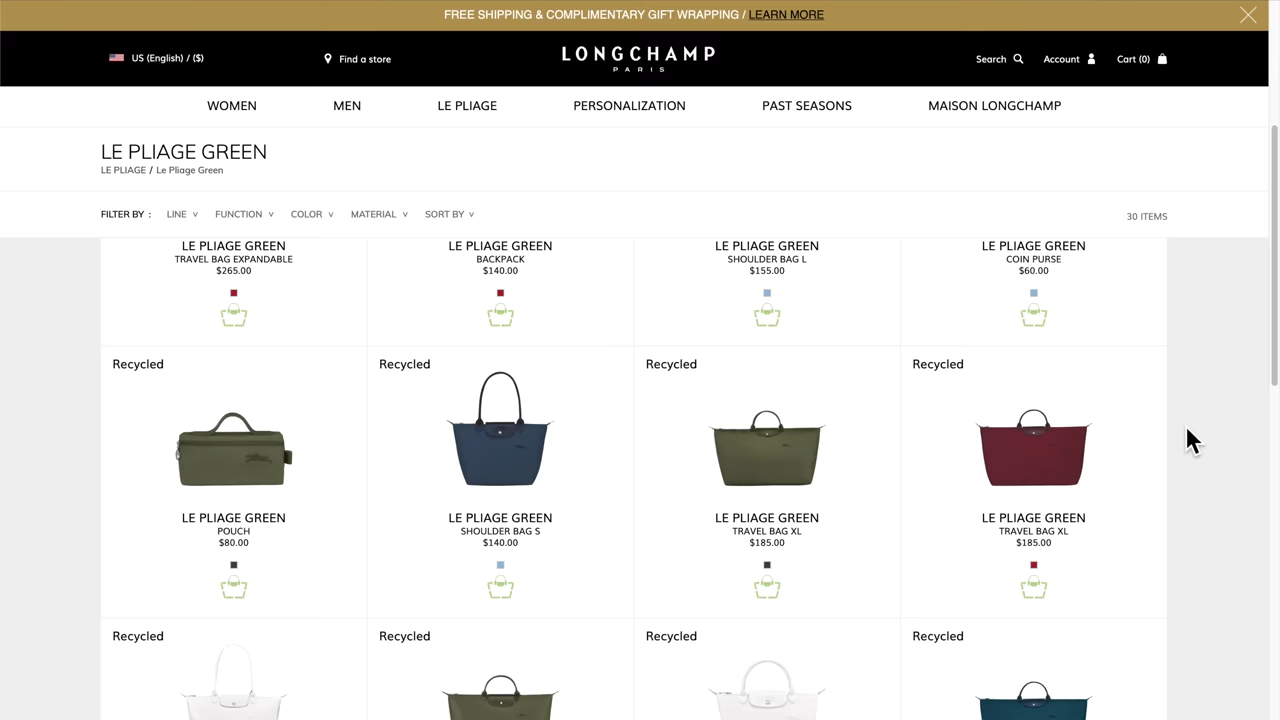 FREE SHIPPING & COMPLIMENTARY GIFT WRAPPING / LEARN MORE
US (English) / ($)
Find a store
LONGCHAMP
PARIS
Search
Account
Cart (0)
WOMEN
MEN
LE PLIAGE
PERSONALIZATION
PAST SEASONS
MAISON LONGCHAMP
LE PLIAGE GREEN
LE PLIAGE / Le Pliage Green
FILTER BY :
LINE
FUNCTION
COLOR
MATERIAL
SORT BY
30 ITEMS
LE PLIAGE GREEN
TRAVEL BAG EXPANDABLE
$265.00
LE PLIAGE GREEN
BACKPACK
$140.00
LE PLIAGE GREEN
SHOULDER BAG L
$155.00
LE PLIAGE GREEN
COIN PURSE
$60.00
Recycled
LE PLIAGE GREEN
POUCH
$80.00
Recycled
LE PLIAGE GREEN
SHOULDER BAG S
$140.00
Recycled
LE PLIAGE GREEN
TRAVEL BAG XL
$185.00
Recycled
LE PLIAGE GREEN
TRAVEL BAG XL
$185.00
Recycled
Recycled
Recycled
Recycled